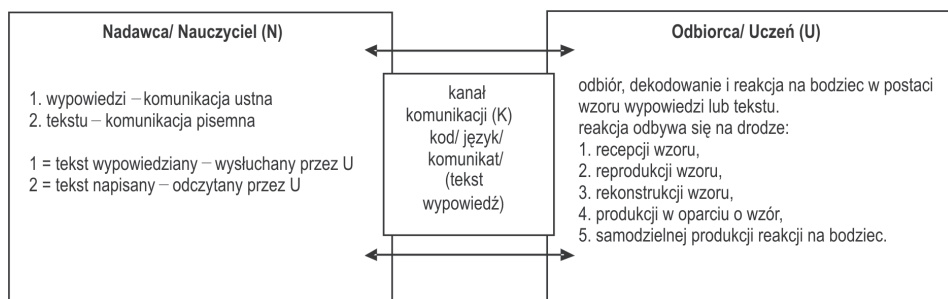 Nadawca/ Nauczyciel (N)
1. wypowiedzi – komunikacja ustna
2. tekstu – komunikacja pisemna
1 = tekst wypowiedziany – wysłuchany przez U
2 = tekst napisany – odczytany przez U
kanał
komunikacji (K)
kod/ język/
komunikat/
(tekst
wypowiedź)
Odbiorca/ Uczeń (U)
odbiór, dekodowanie i reakcja na bodziec w postaci
wzoru wypowiedzi lub tekstu.
reakcja odbywa się na drodze:
1. recepcji wzoru,
2. reprodukcji wzoru,
3. rekonstrukcji wzoru,
4. produkcji w oparciu o wzór,
5. samodzielnej produkcji reakcji na bodziec.